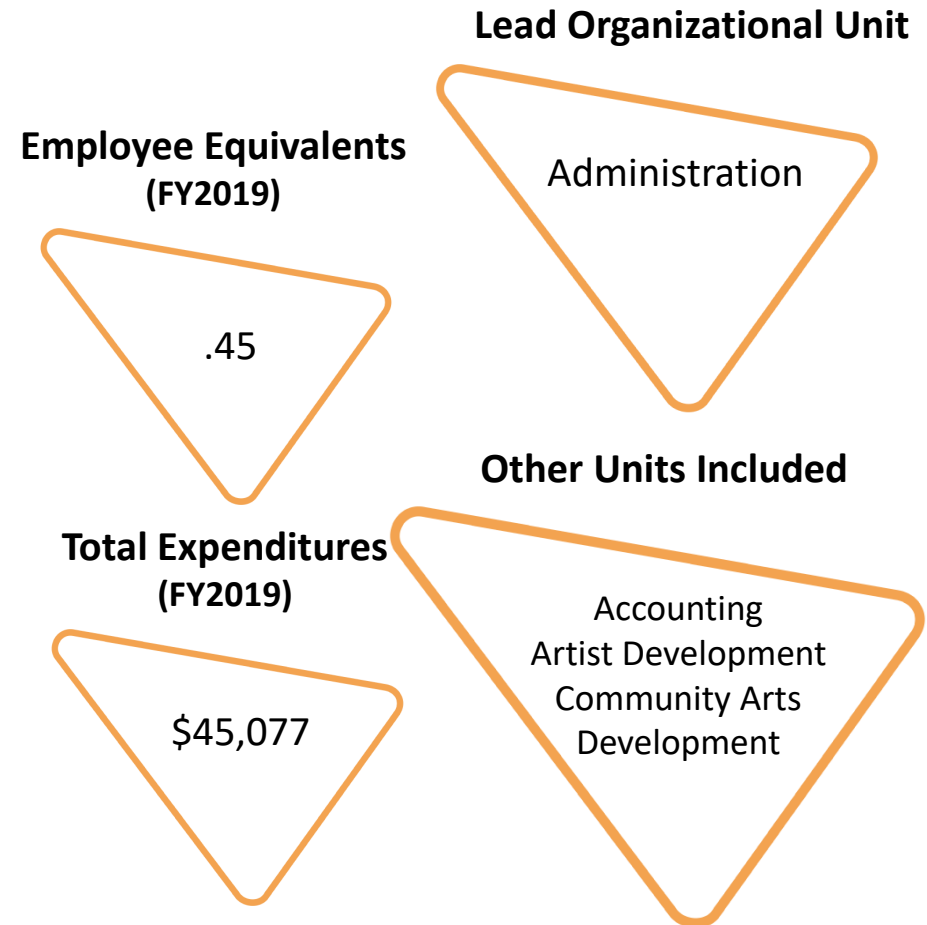 Lead Organizational Unit
Administration
Employee Equivalents
(FY2019)
.45
Total Expenditures
(FY2019)
$45,077
Other Units Included
Accounting
Artist Development
Community Arts
Development